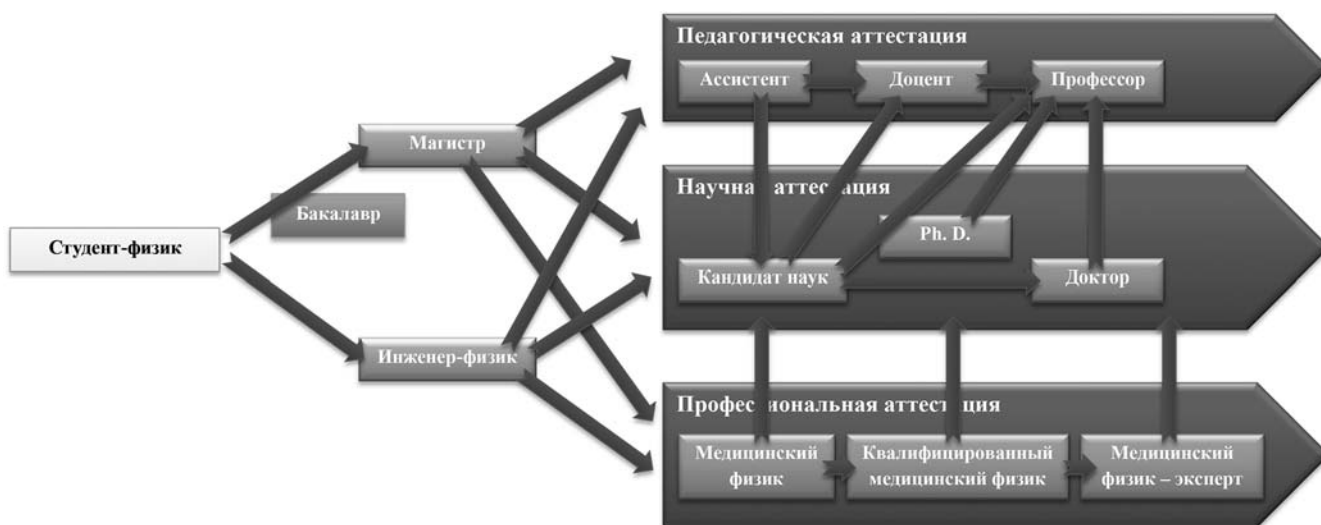 Студент-физик
Бакалавр
Магистр
Инженер-физик
Педагогическая аттестация
Ассистент
Доцент
Профессор
Научная аттестация
Ph. D.
Кандидат наук
Доктор
Профессиональная аттестация
Медицинский
физик
Квалифицированный
медицинский физик
Медицинский
физик – эксперт